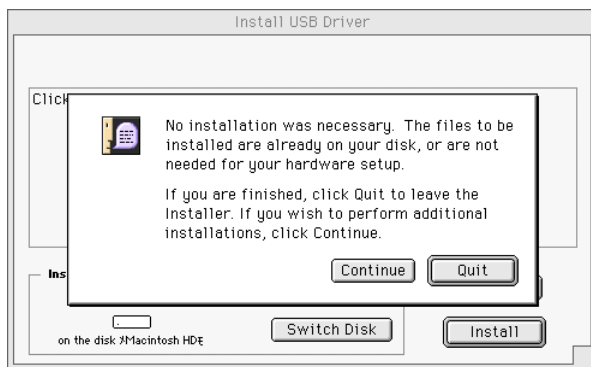 Install USB Driver
Click
No installation was necessary. The files to be
installed are already on your disk, or are not
needed for your hardware setup.
If you are finished, click Quit to leave the
Installer. If you wish to perform additional
installations, click Continue.
Continue
Quit
Ins
on the disk
Switch Disk
Install